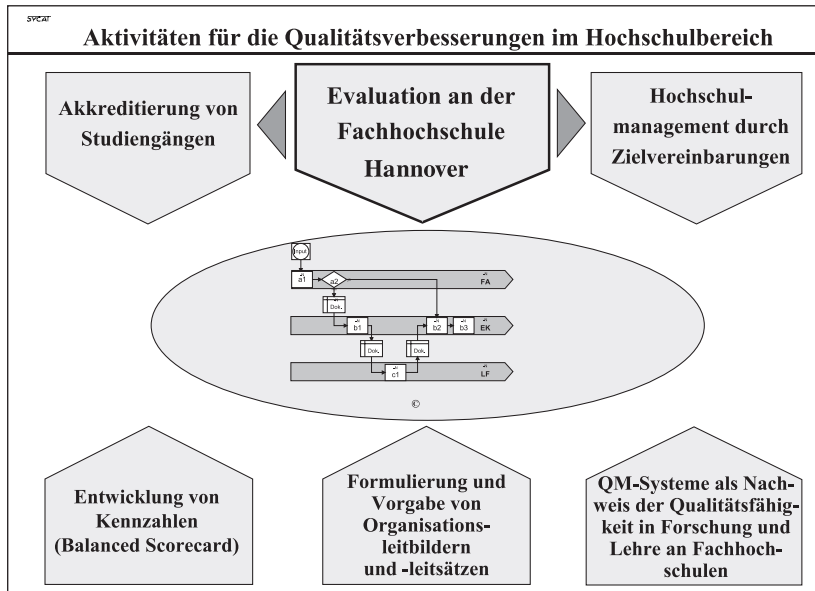 SYCAT
Aktivitäten für die Qualitätsverbesserungen im Hochschulbereich
Akkreditierung von
Studiengängen
Evaluation an der
Fachhochschule
Hannover
Hochschul-
management durch
Zielvereinbarungen
Input
a1
a2
FA
Dok.
b1
b2
b3
EK
Dok.
Dok.
c1
LF
©
Entwicklung von
Kennzahlen
(Balanced Scorecard)
Formulierung und
Vorgabe von
Organisations-
leitbildern
und -leitsätzen
QM-Systeme als Nach-
weis der Qualitätsfähig-
keit in Forschung und
Lehre an Fachhoch-
schulen